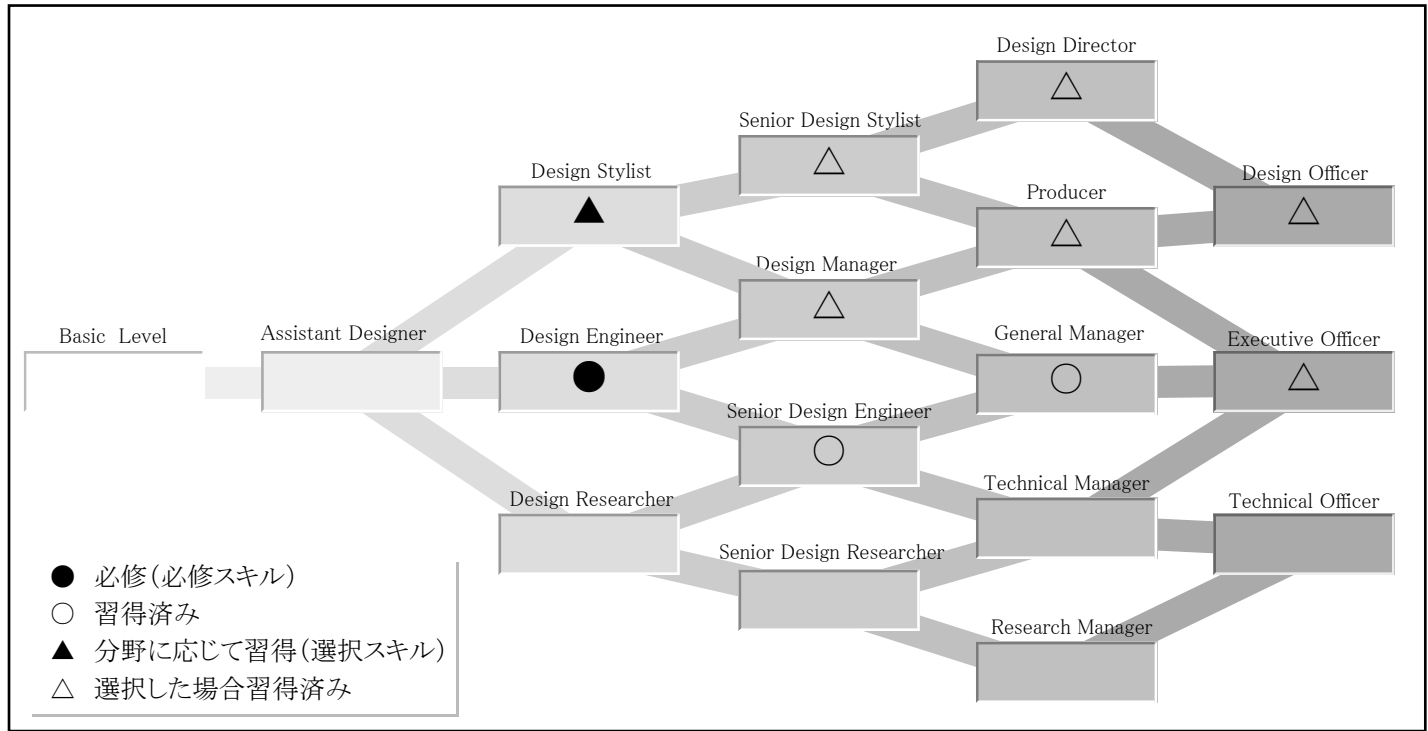 Design Director
Senior Design Stylist
Design Stylist
Producer
Design Officer
Design Manager
Basic Level
Assistant Designer
Design Engineer
General Manager
Executive Officer
Senior Design Engineer
Design Researcher
Technical Manager
Technical Officer
Senior Design Researcher
Research Manager
● 必修(必修スキル)
○ 習得済み
▲ 分野に応じて習得(選択スキル)
△ 選択した場合習得済み